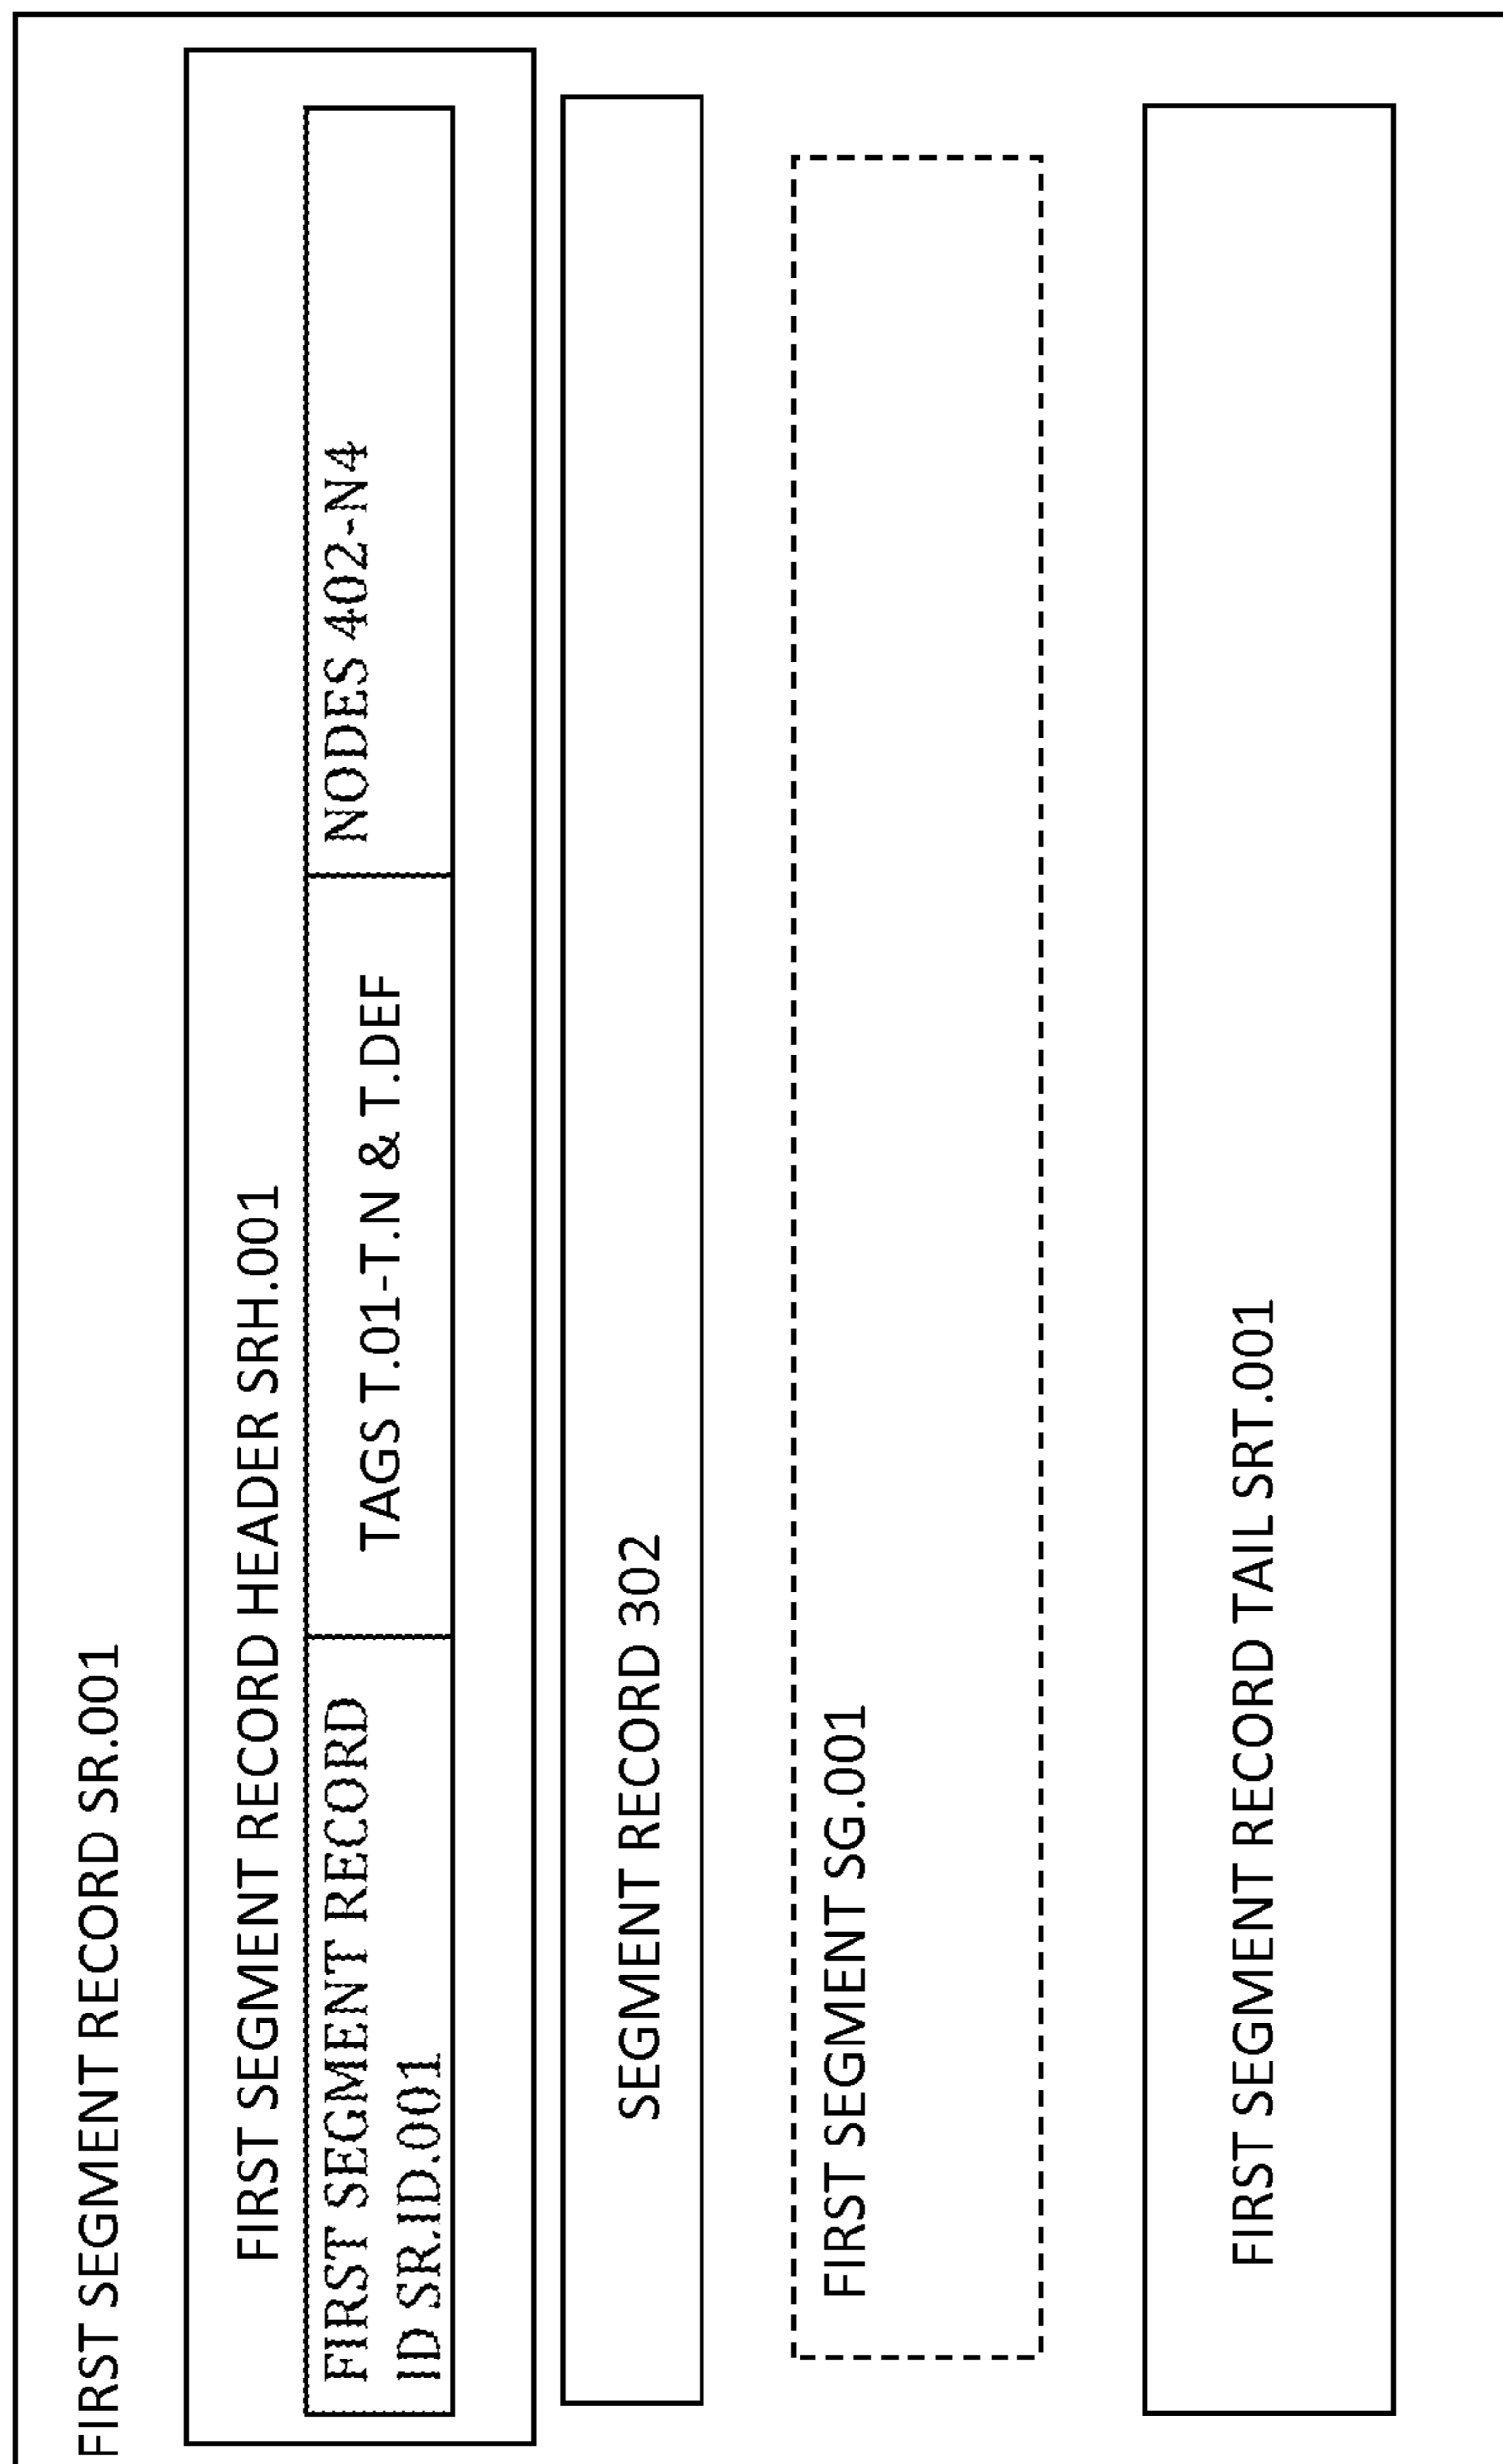 FIRST SEGMENT RECORD SR.001
FIRST SEGMENT RECORD HEADER SRH.001
FIRST SEGMENT RECORD
ID SR.ID.001
TAGS T.01-T.N & T.DEF
NODES 402-N4
SEGMENT RECORD 302
FIRST SEGMENT SG.001
FIRST SEGMENT RECORD TAIL SRT.001